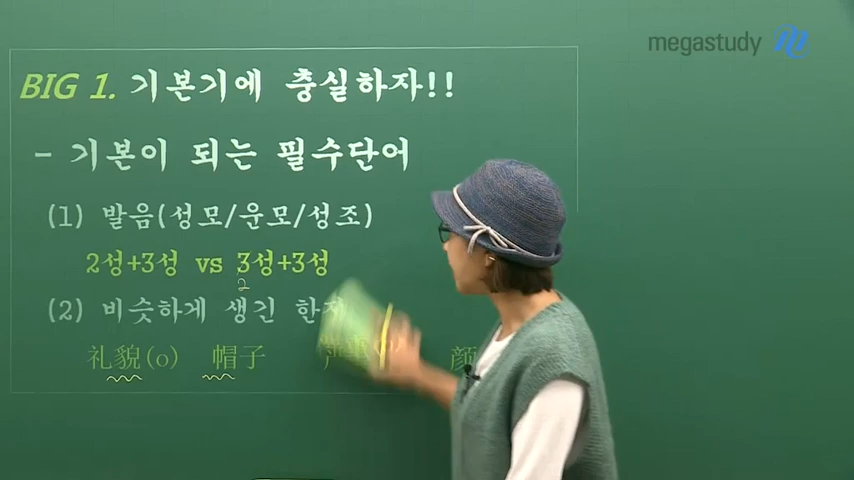 megastudy
BIG 1. 기본기에 충실하자!!
- 기본이 되는 필수단어
(1) 발음(성모/운모/성조)
2성+3성 vs 3성+3성
2
(2) 비슷하게 생긴 한자
礼貌(o) 帽子